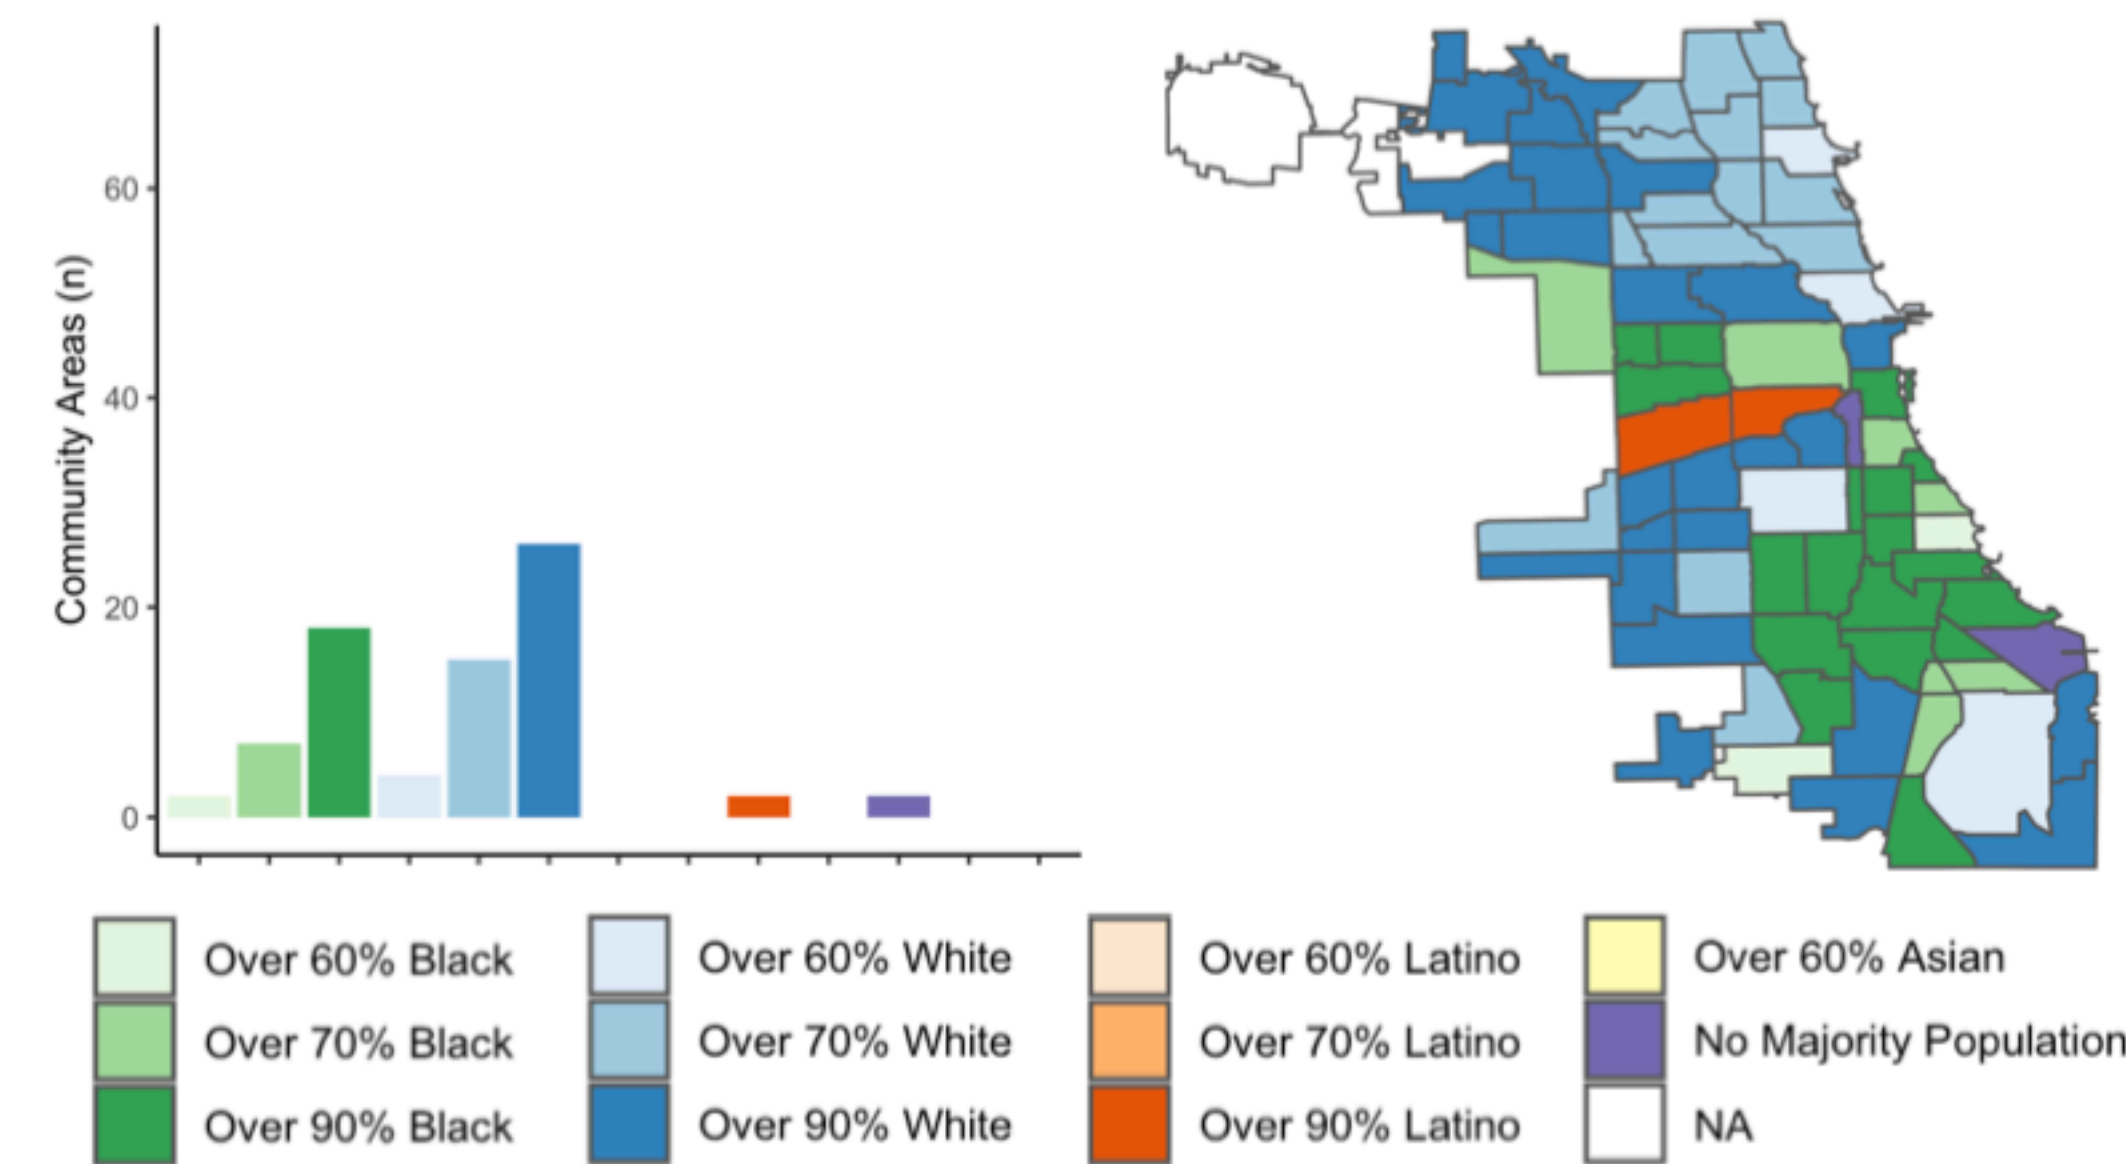 Community Areas (n)
60
40
20
0
Over 60% Black
Over 60% White
Over 60% Latino
Over 60% Asian
Over 70% Black
Over 70% White
Over 70% Latino
No Majority Population
Over 90% Black
Over 90% White
Over 90% Latino
NA